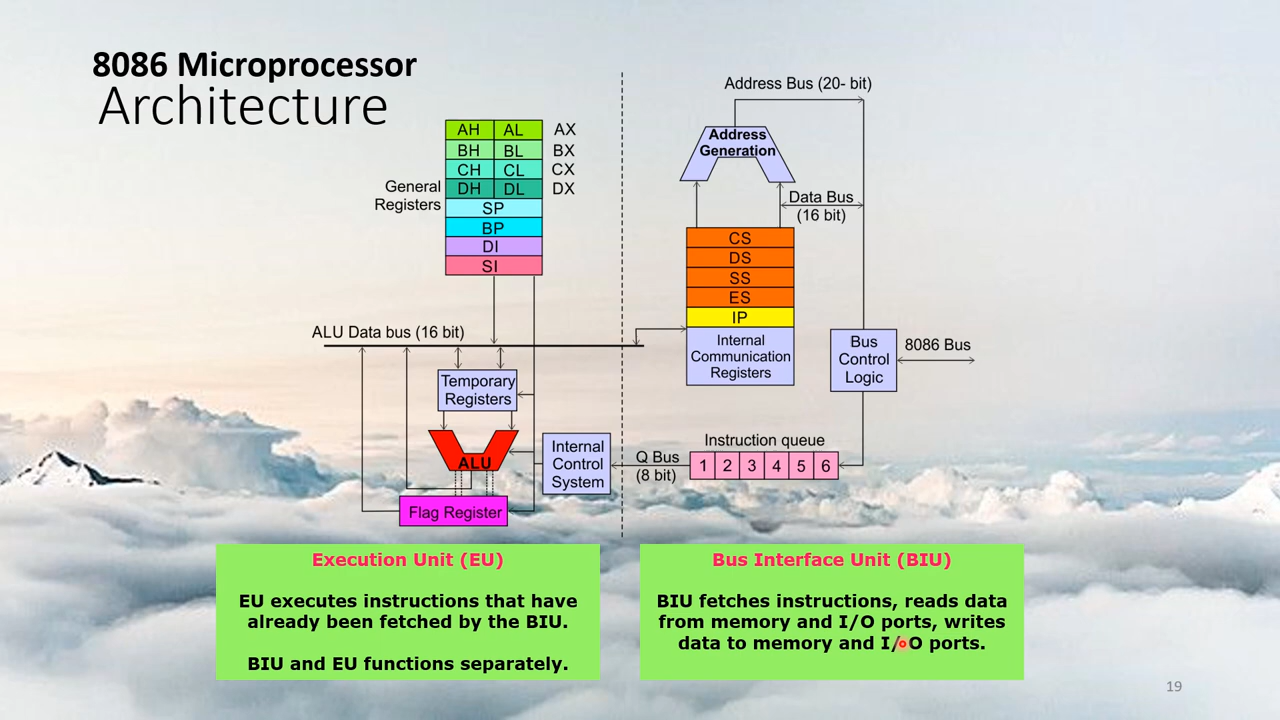 8086 Microprocessor
Architecture
AH AL AX
BH BL BX
CH CL CX
DH DL DX
SP
BP
DI
SI
General
Registers
ALU Data bus (16 bit)
Temporary
Registers
ALU
Flag Register
Internal
Control
System
Address Bus (20- bit)
Address
Generation
Data Bus
(16 bit)
CS
DS
SS
ES
IP
Internal
Communication
Registers
Bus
Control
Logic
8086 Bus
Instruction queue
Q Bus
(8 bit)
1 2 3 4 5 6
Execution Unit (EU)
EU executes instructions that have
already been fetched by the BIU.
BIU and EU functions separately.
Bus Interface Unit (BIU)
BIU fetches instructions, reads data
from memory and I/O ports, writes
data to memory and I/O ports.
19